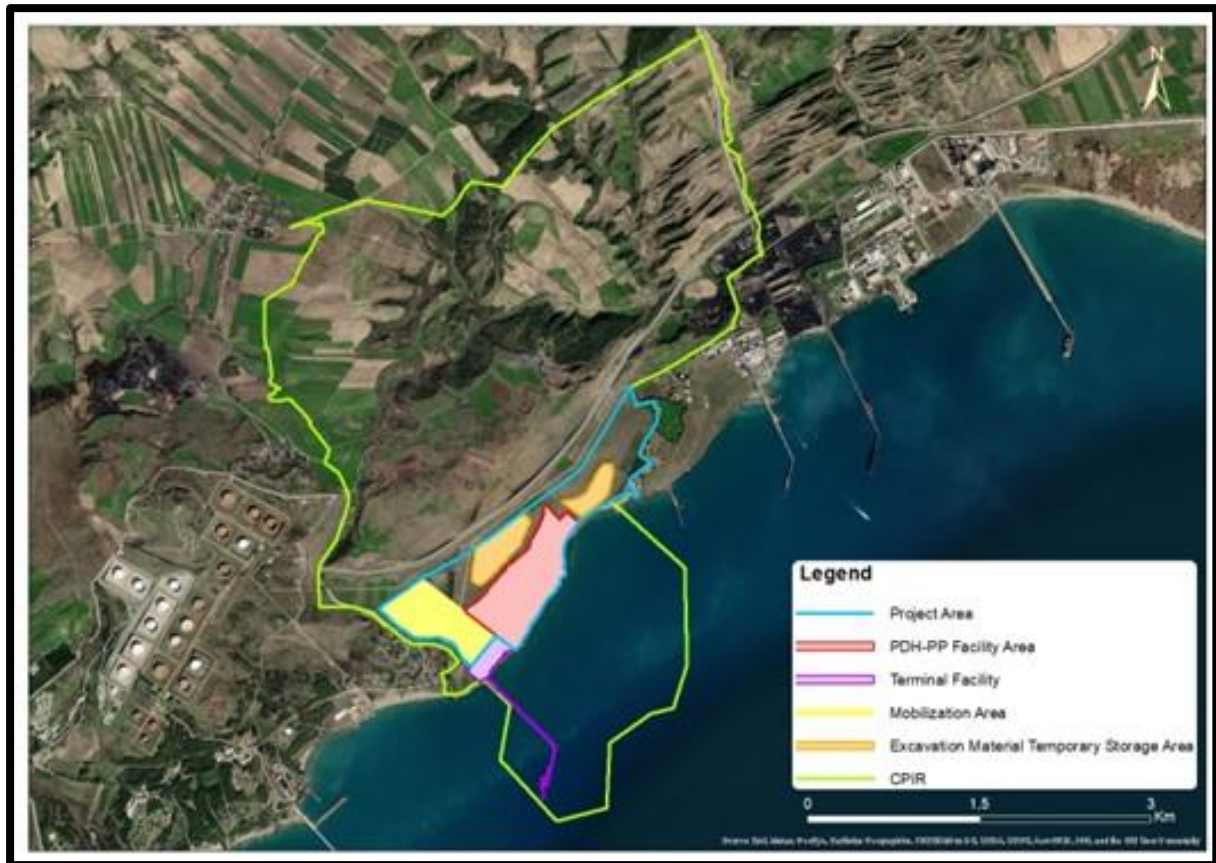 N
Legend
Project Area
PDH-PP Facility Area
Terminal Facility
Mobilization Area
Excavation Material Temporary Storage Area
CPIR
0 1,5 3
Km